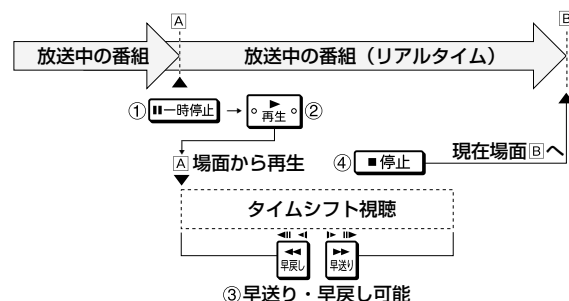 A B
放送中の番組 放送中の番組（リアルタイム）
① 一時停止 → 再生 ②
A 場面から再生 ④ ■停止 現在場面Bへ
タイムシフト視聴
早戻し 早送り
③早送り・早戻し可能